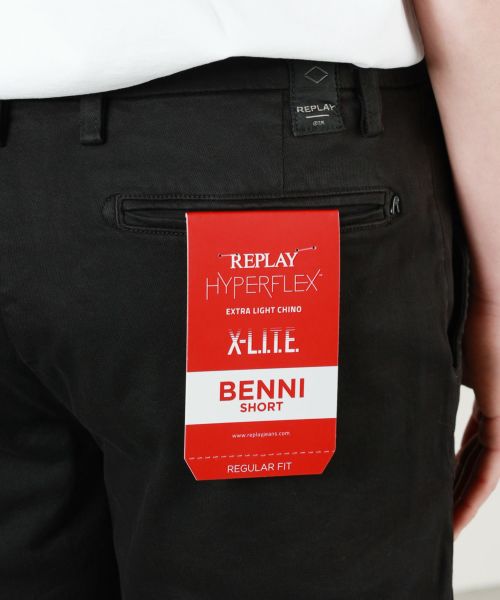 REPLAY
REPLAY
HYPERFLEX
EXTRA LIGHT CHINO
X-L.I.T.E.
BENNI
SHORT
www.replayjeans.com
REGULAR FIT